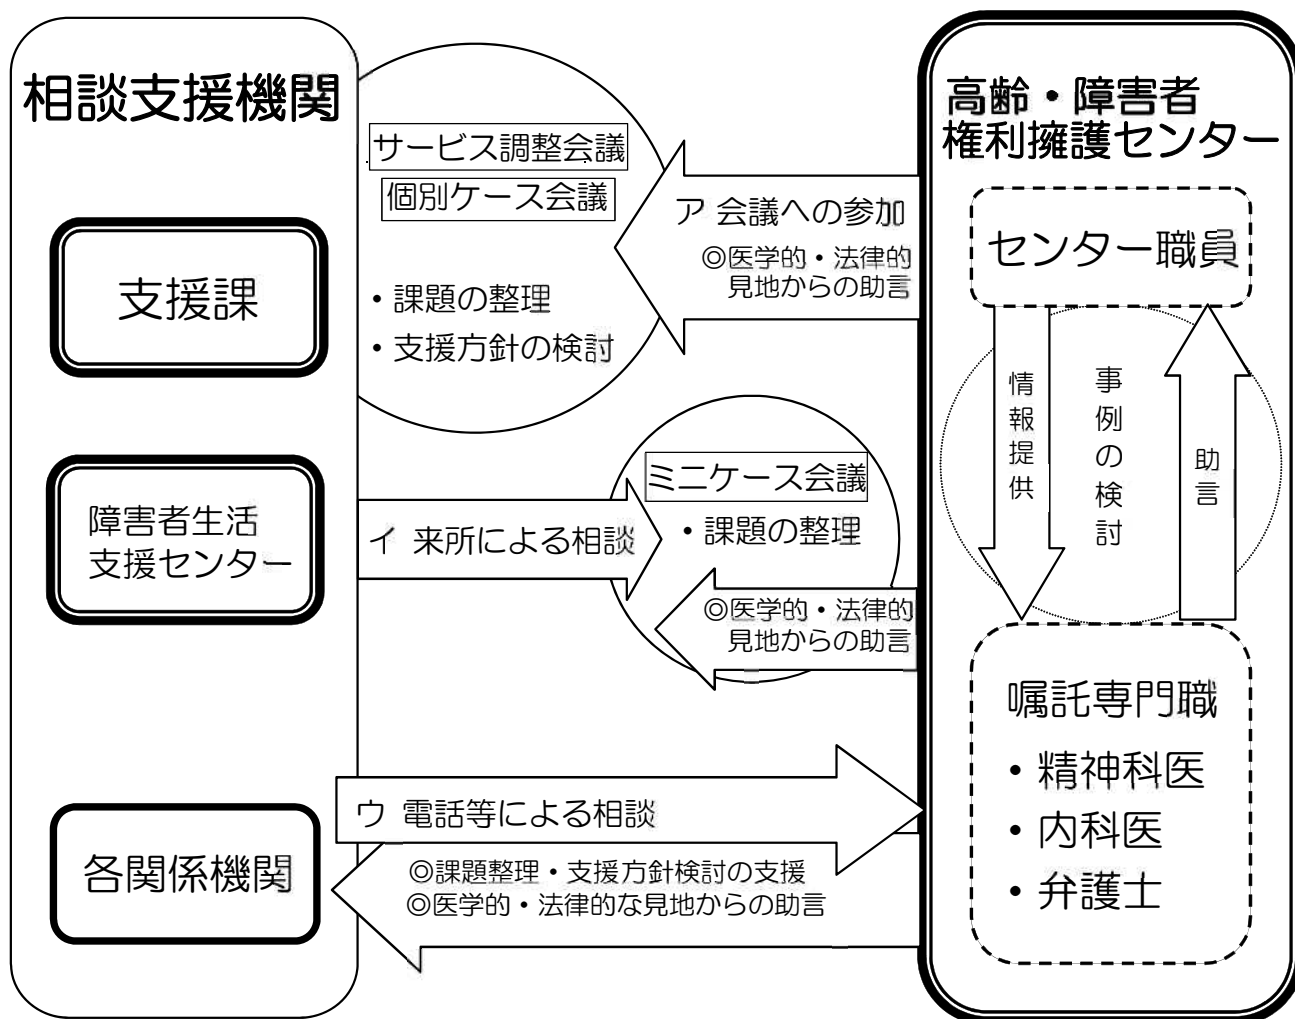 相談支援機関
支援課
障害者生活
支援センター
各関係機関
サービス調整会議
個別ケース会議
・課題の整理
・支援方針の検討
ア 会議への参加
◎医学的・法律的
見地からの助言
イ 来所による相談
ミニケース会議
・課題の整理
◎医学的・法律的
見地からの助言
ウ 電話等による相談
◎課題整理・支援方針検討の支援
◎医学的・法律的な見地からの助言
高齢・障害者
権利擁護センター
センター職員
情報提供
事例の検討
助言
嘱託専門職
・精神科医
・内科医
・弁護士